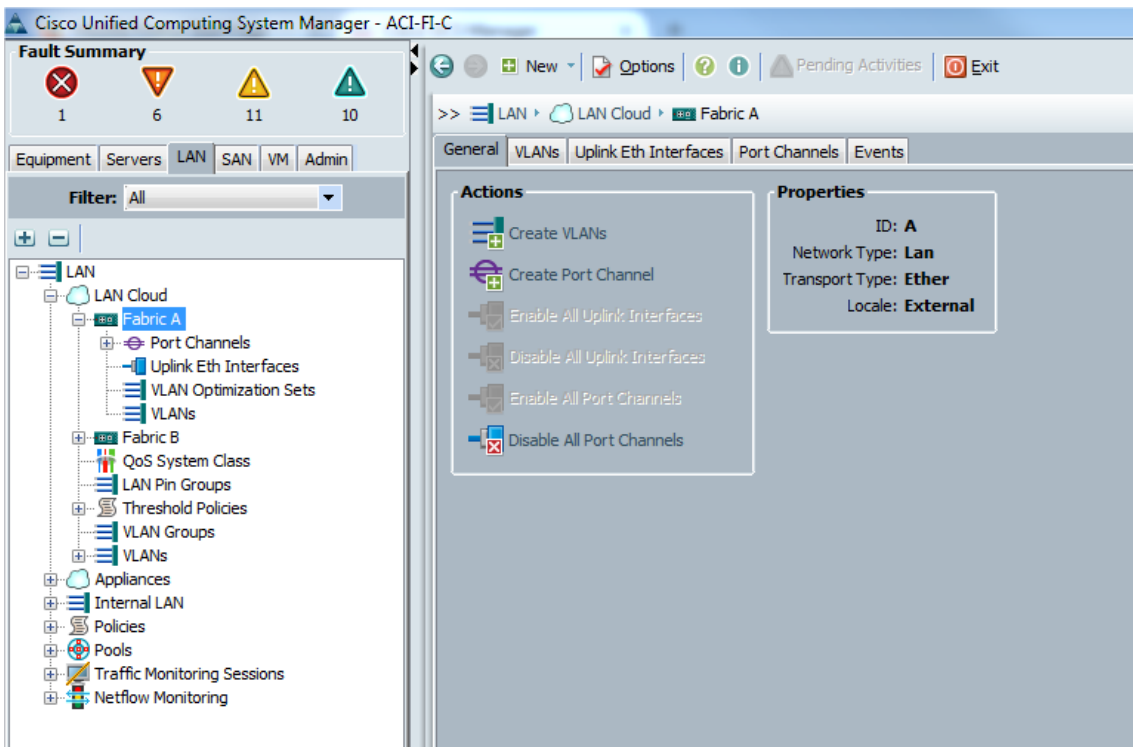 Cisco Unified Computing System Manager - ACI-FI-C
Fault Summary
1 6 11 10
Equipment Servers LAN SAN VM Admin
Filter: All
LAN
LAN Cloud
Fabric A
Port Channels
Uplink Eth Interfaces
VLAN Optimization Sets
VLANs
Fabric B
QoS System Class
LAN Pin Groups
Threshold Policies
VLAN Groups
VLANs
Appliances
Internal LAN
Policies
Pools
Traffic Monitoring Sessions
Netflow Monitoring
New Options Pending Activities Exit
>> LAN LAN Cloud Fabric A
General VLANs Uplink Eth Interfaces Port Channels Events
Actions
Create VLANs
Create Port Channel
Enable All Uplink Interfaces
Disable All Uplink Interfaces
Enable All Port Channels
Disable All Port Channels
Properties
ID: A
Network Type: Lan
Transport Type: Ether
Locale: External